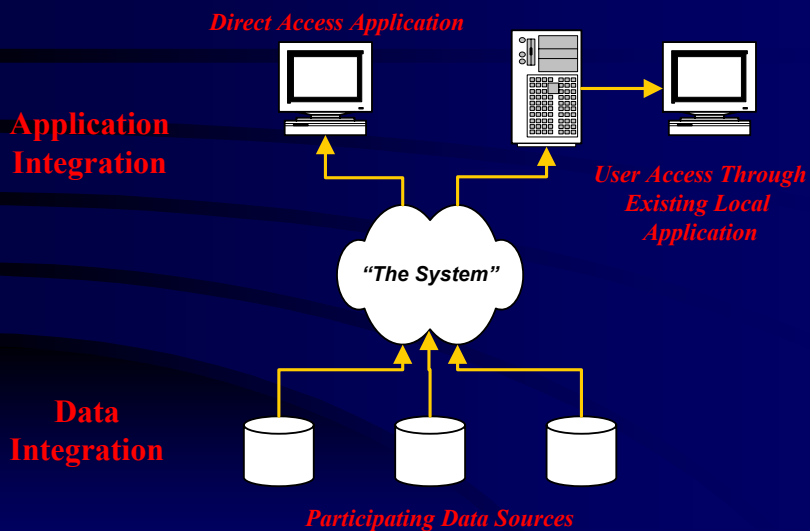 Direct Access Application
Application
Integration
User Access Through
Existing Local
Application
“The System”
Data
Integration
Participating Data Sources